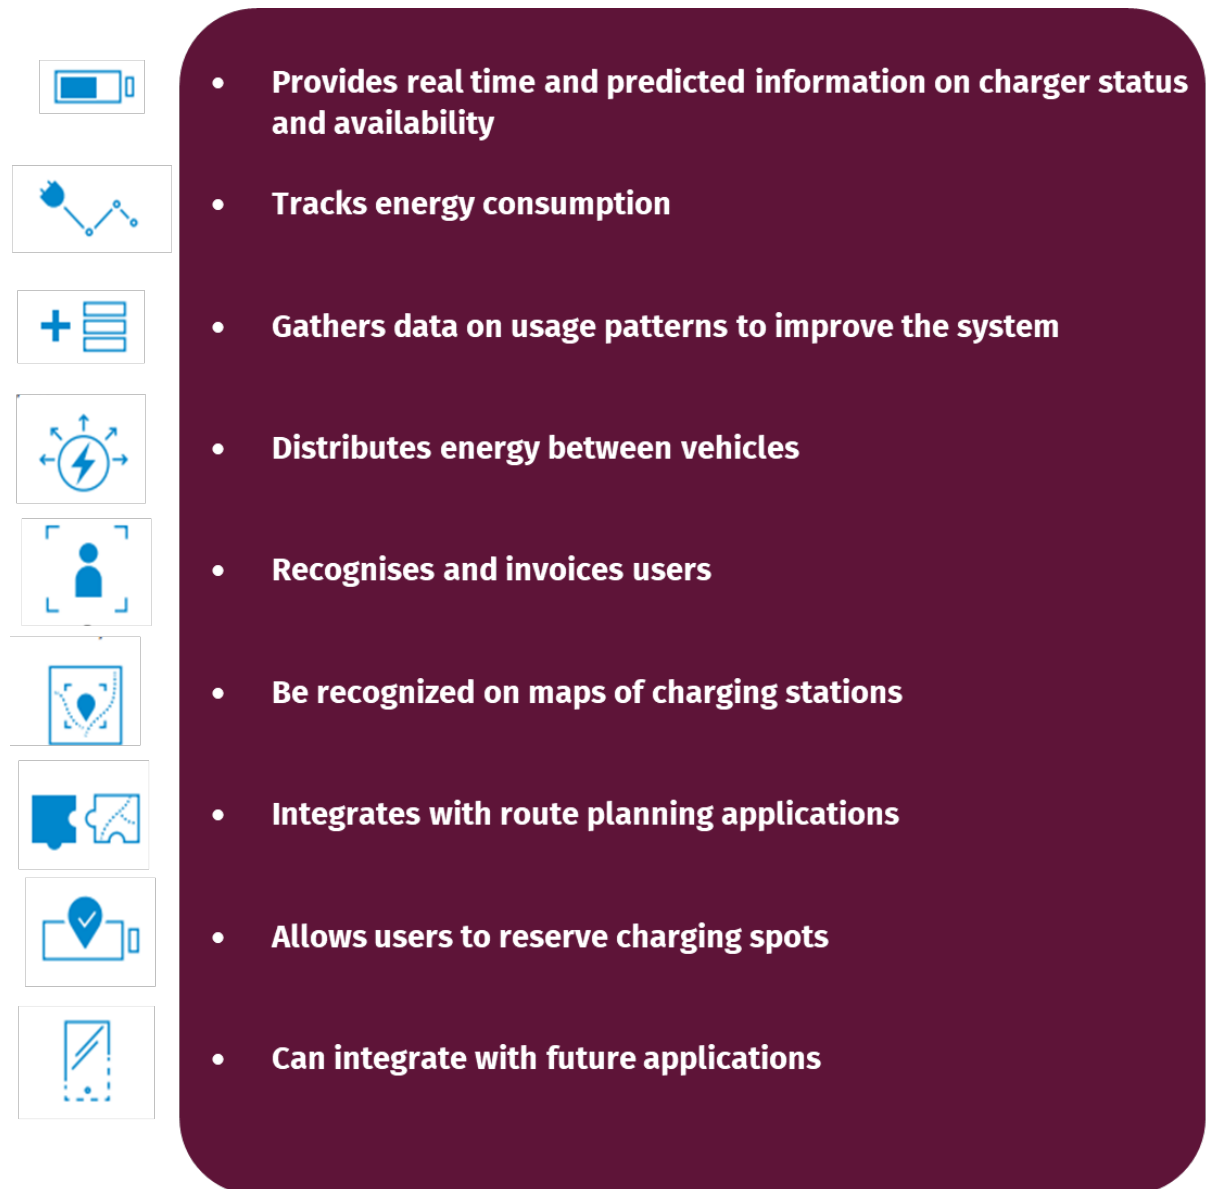 • Provides real time and predicted information on charger status
and availability
• Tracks energy consumption
• Gathers data on usage patterns to improve the system
• Distributes energy between vehicles
• Recognises and invoices users
• Be recognized on maps of charging stations
• Integrates with route planning applications
• Allows users to reserve charging spots
• Can integrate with future applications